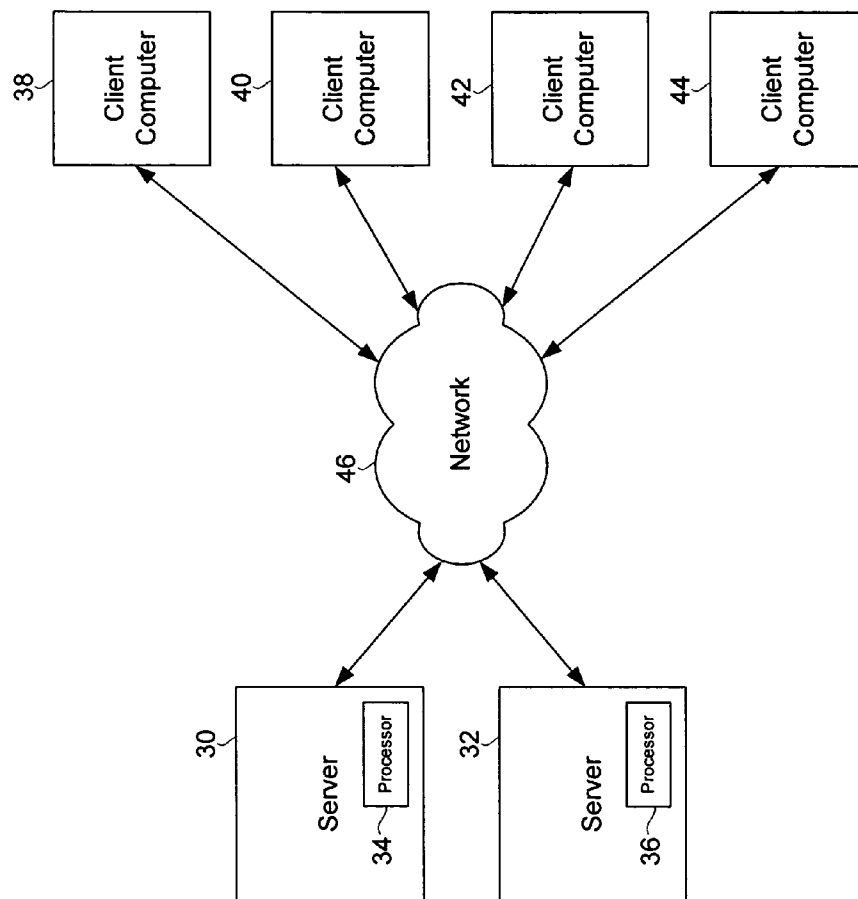 30
Server
Processor
34
32
Server
Processor
36
46
Network
38
Client
Computer
40
Client
Computer
42
Client
Computer
44
Client
Computer